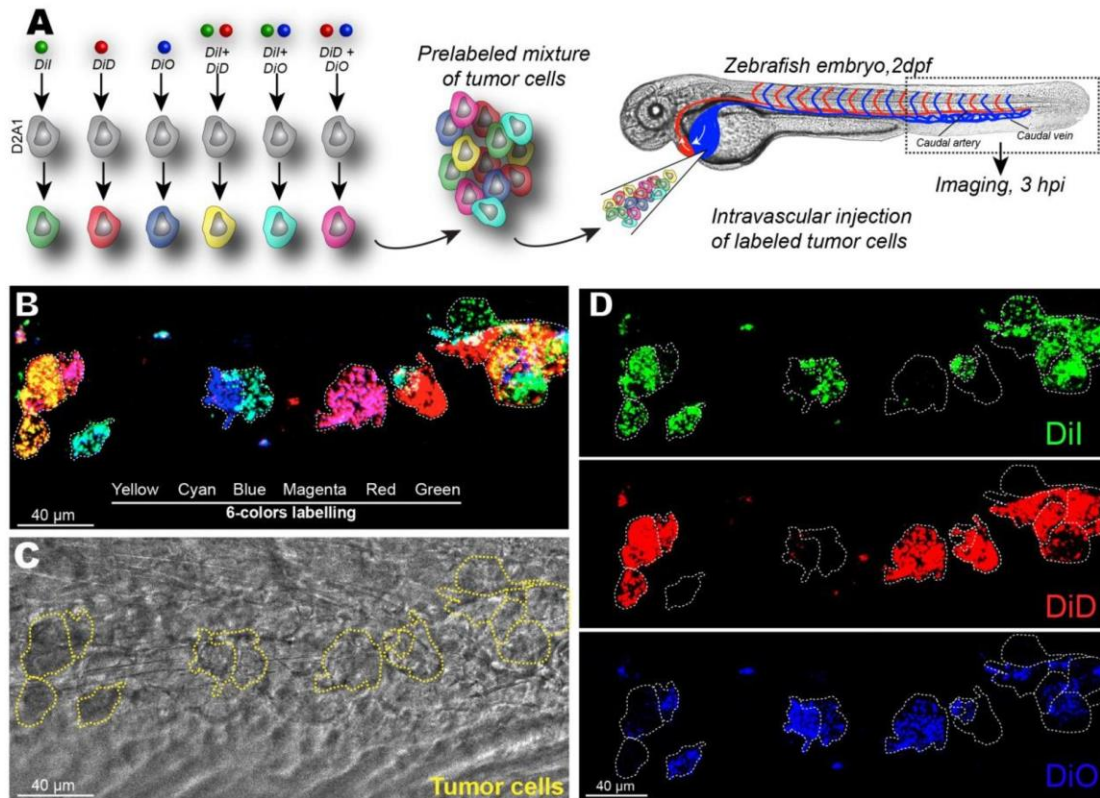 A
DiI
DiD
DiO
DiI+
DiD
DiI+
DiO
DiD +
DiO
D2A1
Prelabeled mixture
of tumor cells
Zebrafish embryo,2dpf
Caudal artery
Caudal vein
Imaging, 3 hpi
Intravascular injection
of labeled tumor cells
B
Yellow Cyan Blue Magenta Red Green
6-colors labelling
40 µm
C
40 µm
Tumor cells
D
DiI
DiD
40 µm
DiO